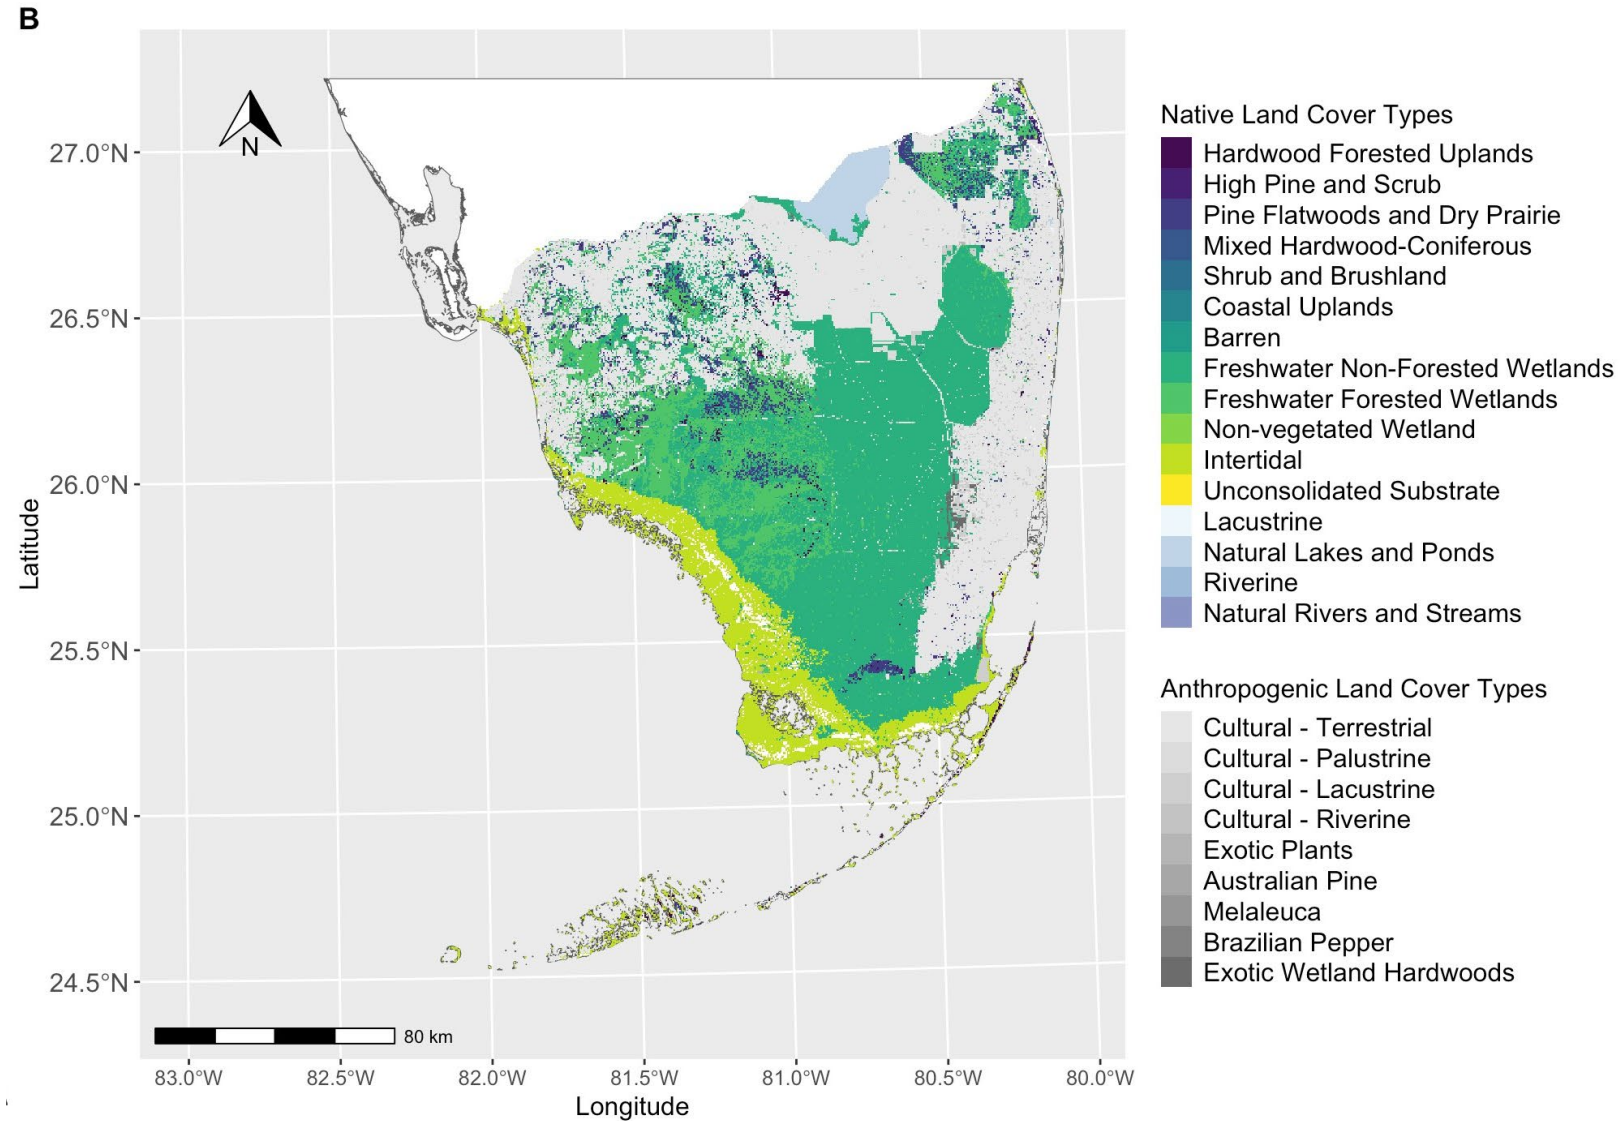 B
N
27.0°N
26.5°N
26.0°N
25.5°N
25.0°N
24.5°N
Latitude
80 km
83.0°W 82.5°W 82.0°W 81.5°W 81.0°W 80.5°W 80.0°W
Longitude
Native Land Cover Types
Hardwood Forested Uplands
High Pine and Scrub
Pine Flatwoods and Dry Prairie
Mixed Hardwood-Coniferous
Shrub and Brushland
Coastal Uplands
Barren
Freshwater Non-Forested Wetlands
Freshwater Forested Wetlands
Non-vegetated Wetland
Intertidal
Unconsolidated Substrate
Lacustrine
Natural Lakes and Ponds
Riverine
Natural Rivers and Streams
Anthropogenic Land Cover Types
Cultural - Terrestrial
Cultural - Palustrine
Cultural - Lacustrine
Cultural - Riverine
Exotic Plants
Australian Pine
Melaleuca
Brazilian Pepper
Exotic Wetland Hardwoods